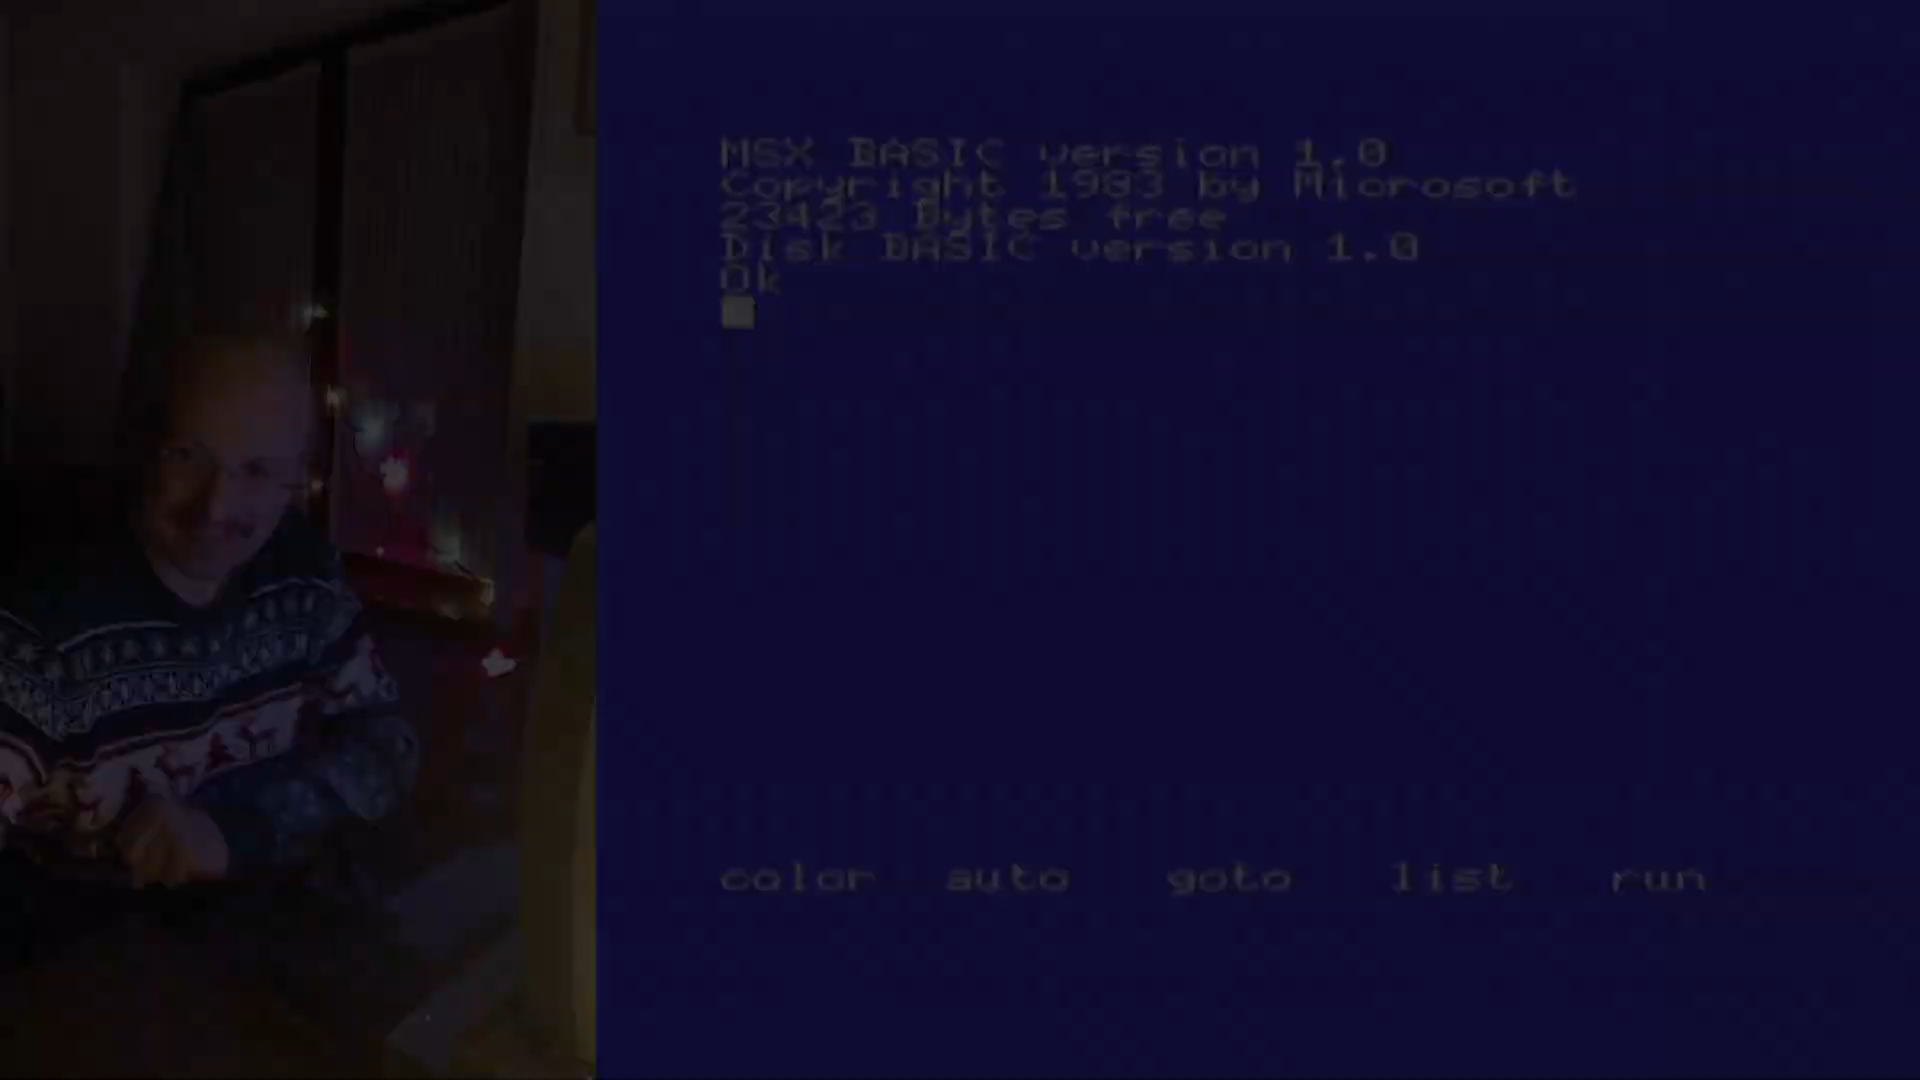 MSX BASIC version 1.0
Copyright 1983 by Microsoft
23423 Bytes free
Disk BASIC version 1.0
Ok
color auto goto list run